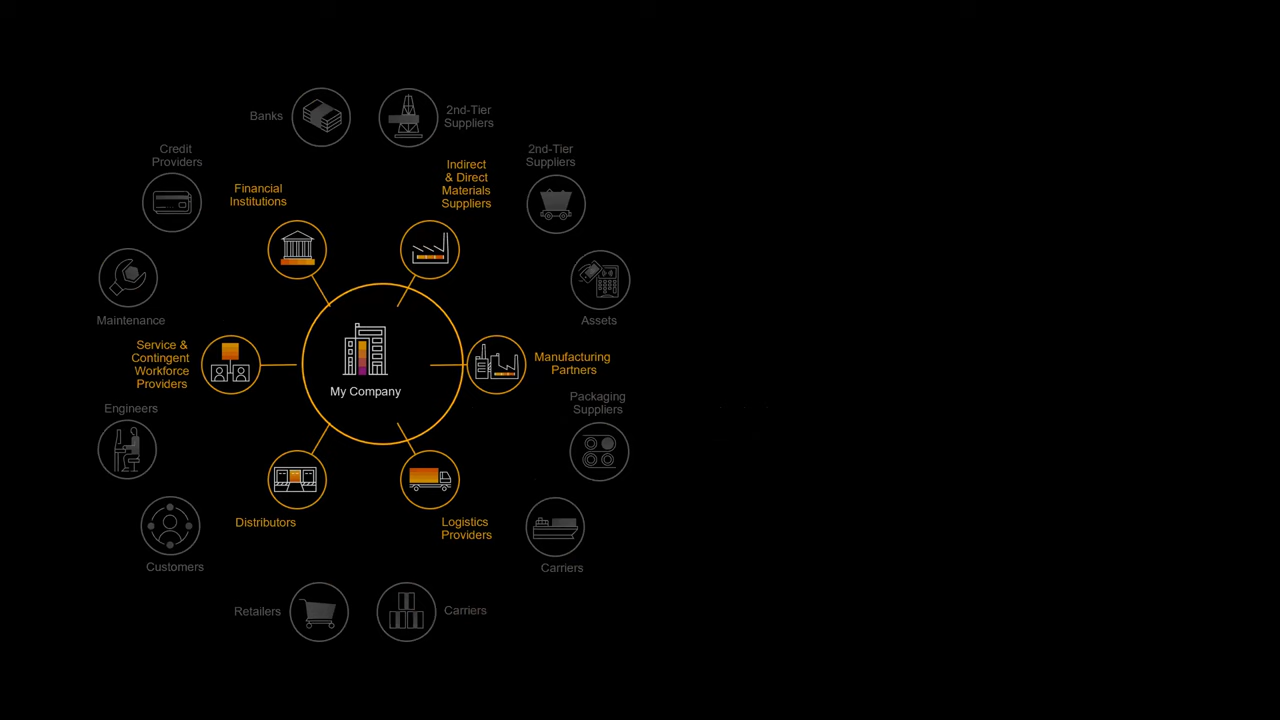 Banks
2nd-Tier
Suppliers
Credit
Providers
2nd-Tier
Suppliers
Financial
Institutions
Indirect
& Direct
Materials
Suppliers
Maintenance
Assets
Service &
Contingent
Workforce
Providers
My Company
Manufacturing
Partners
Engineers
Packaging
Suppliers
Distributors
Logistics
Providers
Customers
Carriers
Retailers
Carriers